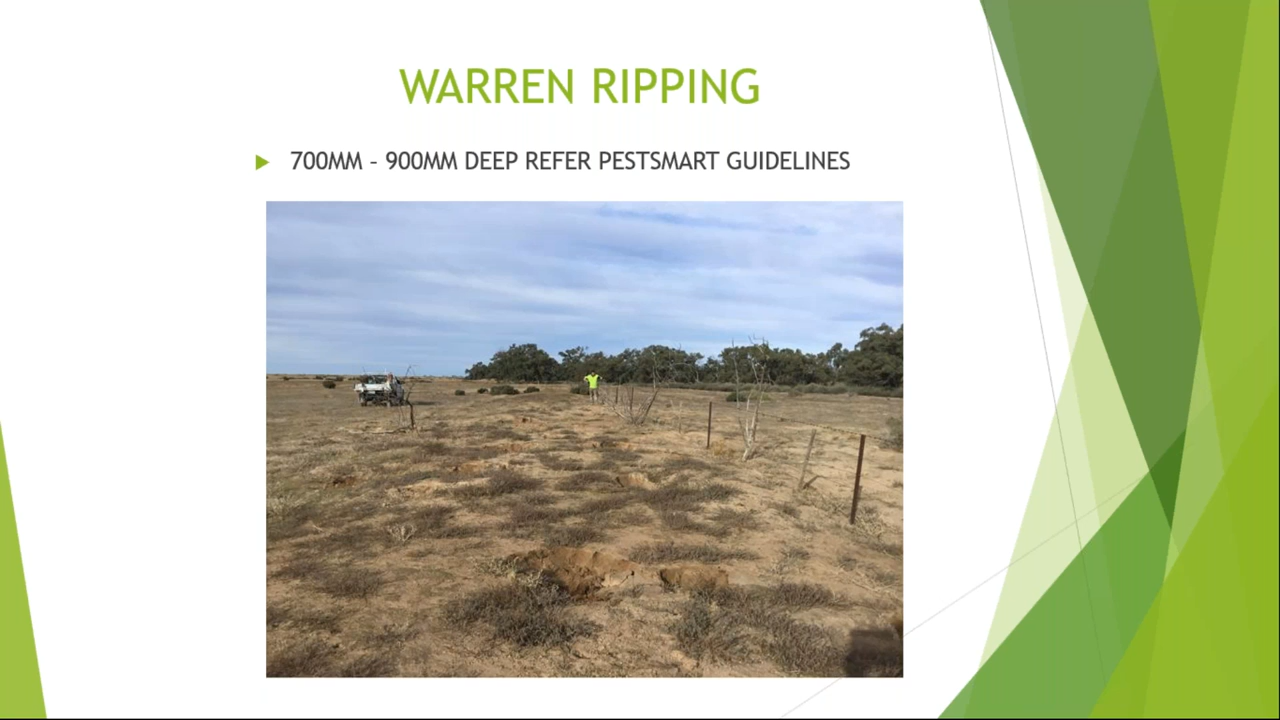 WARREN RIPPING
700MM – 900MM DEEP REFER PESTSMART GUIDELINES